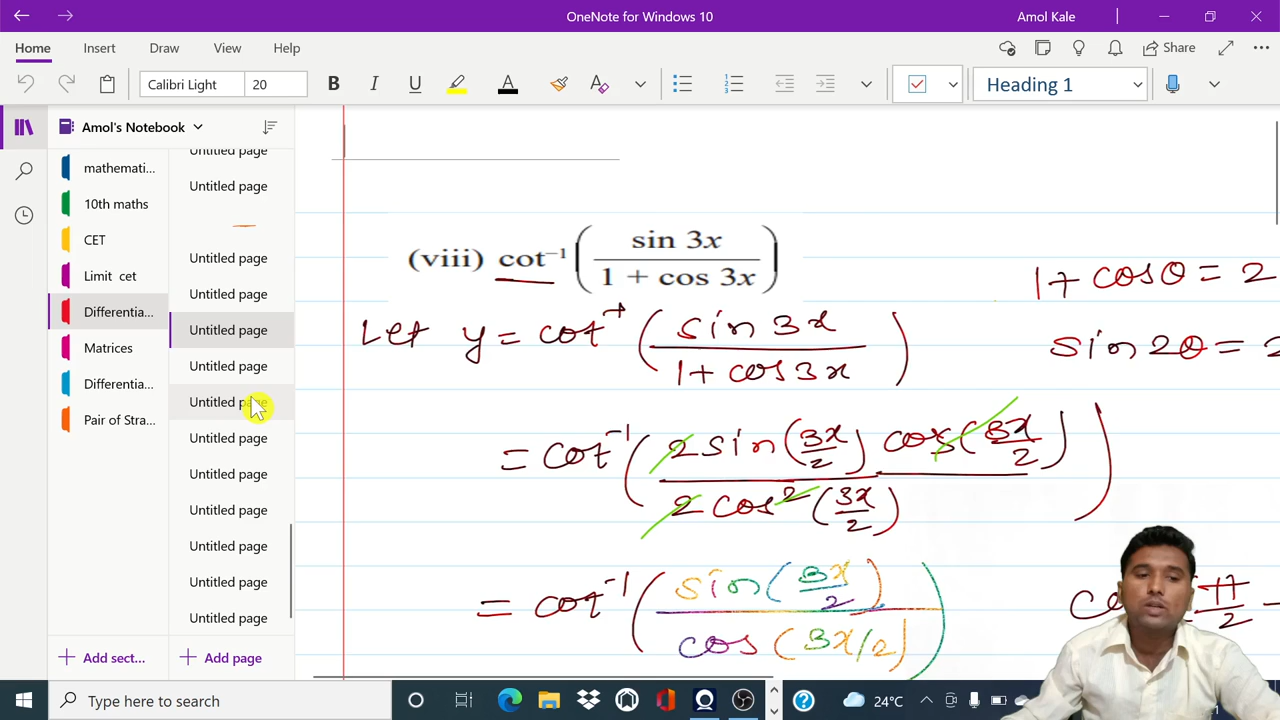 OneNote for Windows 10
Amol Kale
Home Insert Draw View Help
Share
Calibri Light 20 B I U A Heading 1
Amol's Notebook
mathemati...
10th maths
CET
Limit cet
Differentia...
Matrices
Differentia...
Pair of Stra...
Add sect...
Untitled page
Untitled page
Untitled page
Untitled page
Untitled page
Untitled page
Untitled page
Untitled page
Untitled page
Untitled page
Untitled page
Untitled page
Untitled page
Add page
(viii) cot⁻¹ ( sin 3x / 1 + cos 3x )
1 + cosθ = 2
Let y = cot⁻¹ ( sin 3x / 1 + cos 3x )
sin 2θ = 2
= cot⁻¹ ( 2 sin (3x/2) cos (3x/2) / 2 cos² (3x/2) )
= cot⁻¹ ( sin (3x/2) / cos (3x/2) )
π/2 -
Type here to search
24°C